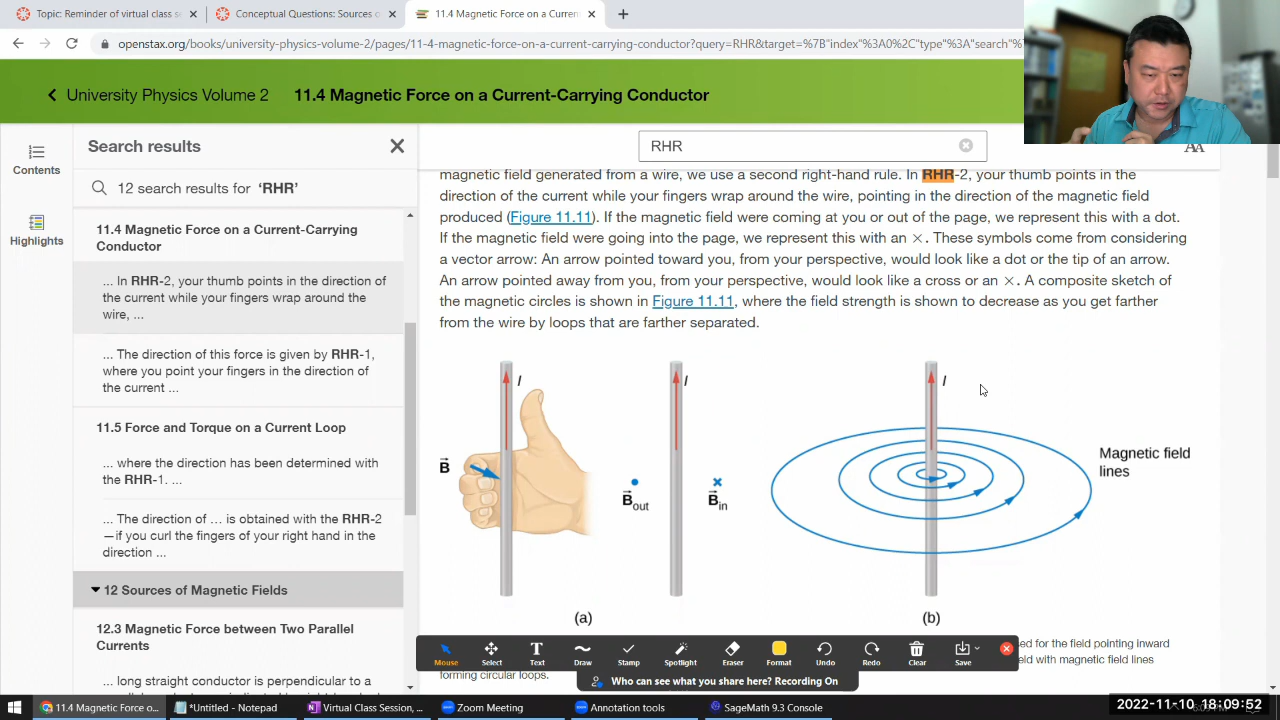 Topic: Reminder of virtual class s
Conceptual Questions: Sources o
11.4 Magnetic Force on a Curren
openstax.org/books/university-physics-volume-2/pages/11-4-magnetic-force-on-a-current-carrying-conductor?query=RHR&target=%7B"index"%3A0%2C"type"%3A"search"%
University Physics Volume 2
11.4 Magnetic Force on a Current-Carrying Conductor
Contents
Highlights
Search results
12 search results for ‘RHR’
11.4 Magnetic Force on a Current-Carrying
Conductor
... In RHR-2, your thumb points in the direction of
the current while your fingers wrap around the
wire, ...
... The direction of this force is given by RHR-1,
where you point your fingers in the direction of
the current ...
11.5 Force and Torque on a Current Loop
... where the direction has been determined with
the RHR-1. ...
... The direction of ... is obtained with the RHR-2
—if you curl the fingers of your right hand in the
direction ...
12 Sources of Magnetic Fields
12.3 Magnetic Force between Two Parallel
Currents
... long straight conductor is perpendicular to a
RHR
AA
magnetic field generated from a wire, we use a second right-hand rule. In RHR-2, your thumb points in the
direction of the current while your fingers wrap around the wire, pointing in the direction of the magnetic field
produced (Figure 11.11). If the magnetic field were coming at you or out of the page, we represent this with a dot.
If the magnetic field were going into the page, we represent this with an ×. These symbols come from considering
a vector arrow: An arrow pointed toward you, from your perspective, would look like a dot or the tip of an arrow.
An arrow pointed away from you, from your perspective, would look like a cross or an ×. A composite sketch of
the magnetic circles is shown in Figure 11.11, where the field strength is shown to decrease as you get farther
from the wire by loops that are farther separated.
I
I
I
B
B out
B in
Magnetic field
lines
(a)
(b)
ed for the field pointing inward
eld with magnetic field lines
forming circular loops.
Mouse
Select
Text
Draw
Stamp
Spotlight
Eraser
Format
Undo
Redo
Clear
Save
Who can see what you share here? Recording On
11.4 Magnetic Force o...
*Untitled - Notepad
Virtual Class Session, ...
Zoom Meeting
Annotation tools
SageMath 9.3 Console
2022-11-10 18:09:52